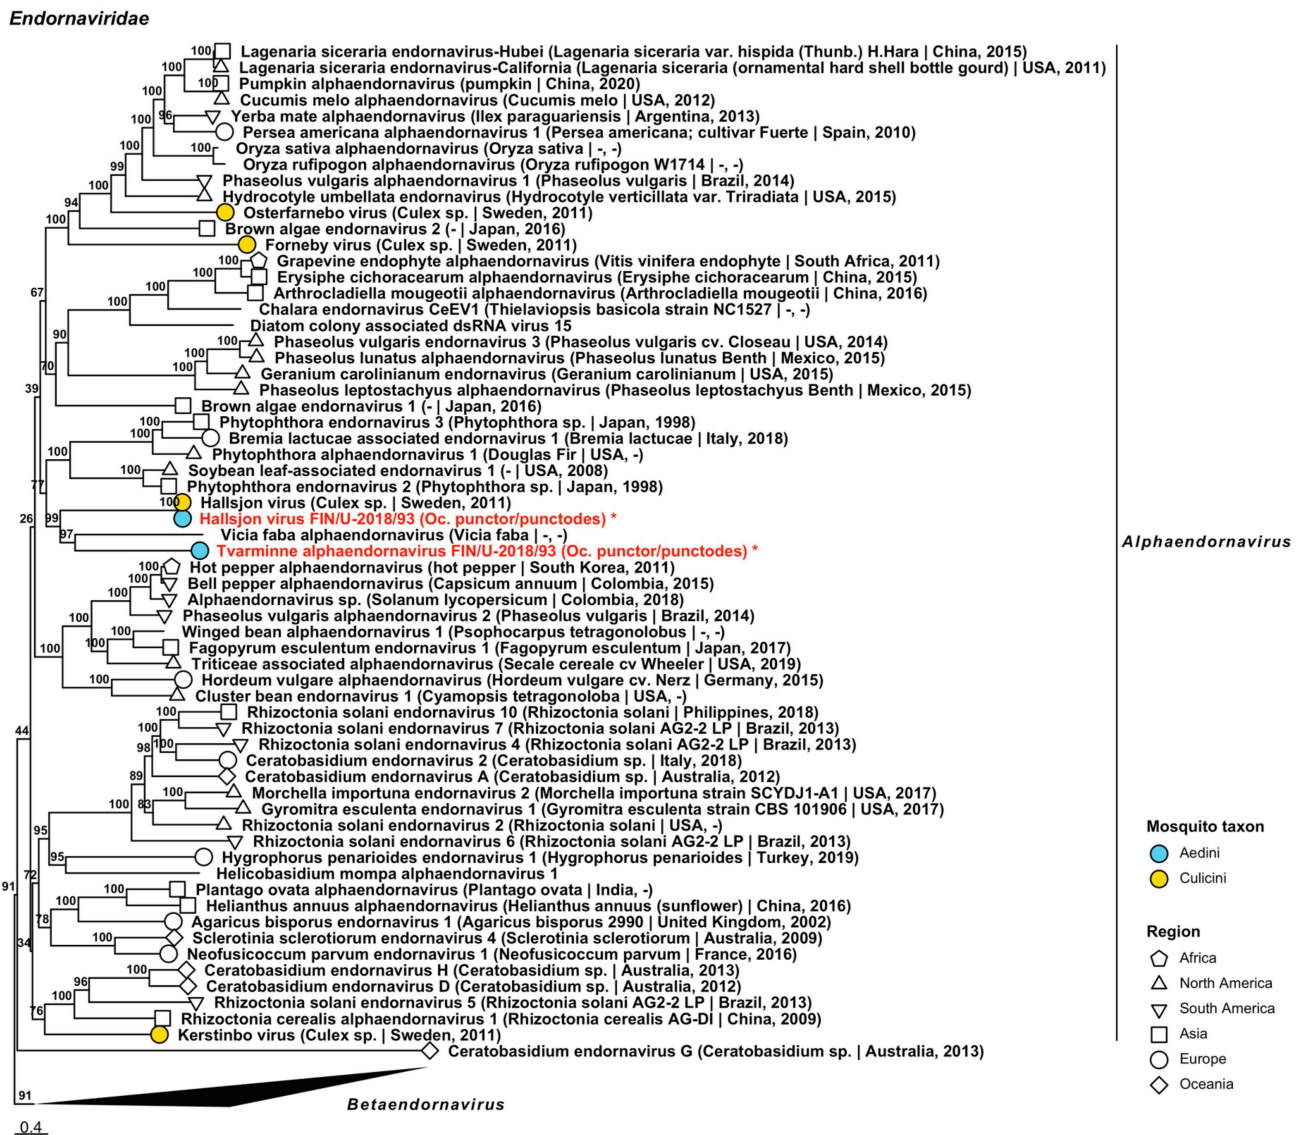 Endornaviridae
100 Lagenaria siceraria endornavirus-Hubei (Lagenaria siceraria var. hispida (Thunb.) H.Hara | China, 2015)
100 Lagenaria siceraria endornavirus-California (Lagenaria siceraria (ornamental hard shell bottle gourd) | USA, 2011)
100 Pumpkin alphaendornavirus (pumpkin | China, 2020)
100 Cucumis melo alphaendornavirus (Cucumis melo | USA, 2012)
100 96 Yerba mate alphaendornavirus (Ilex paraguariensis | Argentina, 2013)
Persea americana alphaendornavirus 1 (Persea americana; cultivar Fuerte | Spain, 2010)
100 100 Oryza sativa alphaendornavirus (Oryza sativa | -, -)
99 Oryza rufipogon alphaendornavirus (Oryza rufipogon W1714 | -, -)
100 Phaseolus vulgaris alphaendornavirus 1 (Phaseolus vulgaris | Brazil, 2014)
94 Hydrocotyle umbellata endornavirus (Hydrocotyle verticillata var. Triradiata | USA, 2015)
100 Osterfarnebo virus (Culex sp. | Sweden, 2011)
Brown algae endornavirus 2 (- | Japan, 2016)
Forneby virus (Culex sp. | Sweden, 2011)
100 Grapevine endophyte alphaendornavirus (Vitis vinifera endophyte | South Africa, 2011)
100 Erysiphe cichoracearum alphaendornavirus (Erysiphe cichoracearum | China, 2015)
67 100 100 Arthrocladiella mougeotii alphaendornavirus (Arthrocladiella mougeotii | China, 2016)
Chalara endornavirus CeEV1 (Thielaviopsis basicola strain NC1527 | -, -)
Diatom colony associated dsRNA virus 15
90 100 Phaseolus vulgaris endornavirus 3 (Phaseolus vulgaris cv. Closeau | USA, 2014)
100 Phaseolus lunatus alphaendornavirus (Phaseolus lunatus Benth | Mexico, 2015)
70 100 Geranium carolinianum endornavirus (Geranium carolinianum | USA, 2015)
39 Phaseolus leptostachyus alphaendornavirus (Phaseolus leptostachyus Benth | Mexico, 2015)
Brown algae endornavirus 1 (- | Japan, 2016)
100 Phytophthora endornavirus 3 (Phytophthora sp. | Japan, 1998)
100 Bremia lactucae associated endornavirus 1 (Bremia lactucae | Italy, 2018)
100 Phytophthora alphaendornavirus 1 (Douglas Fir | USA, -)
100 Soybean leaf-associated endornavirus 1 (- | USA, 2008)
77 Phytophthora endornavirus 2 (Phytophthora sp. | Japan, 1998)
100 Hallsjon virus (Culex sp. | Sweden, 2011)
26 99 Hallsjon virus FIN/U-2018/93 (Oc. punctor/punctodes) *
97 Vicia faba alphaendornavirus (Vicia faba | -, -)
Tvarminne alphaendornavirus FIN/U-2018/93 (Oc. punctor/punctodes) *
Alphaendornavirus
100 Hot pepper alphaendornavirus (hot pepper | South Korea, 2011)
100 Bell pepper alphaendornavirus (Capsicum annuum | Colombia, 2015)
100 Alphaendornavirus sp. (Solanum lycopersicum | Colombia, 2018)
100 Phaseolus vulgaris alphaendornavirus 2 (Phaseolus vulgaris | Brazil, 2014)
100 Winged bean alphaendornavirus 1 (Psophocarpus tetragonolobus | -, -)
100 100 Fagopyrum esculentum endornavirus 1 (Fagopyrum esculentum | Japan, 2017)
Triticeae associated alphaendornavirus (Secale cereale cv Wheeler | USA, 2019)
100 Hordeum vulgare alphaendornavirus (Hordeum vulgare cv. Nerz | Germany, 2015)
Cluster bean endornavirus 1 (Cyamopsis tetragonoloba | USA, -)
100 Rhizoctonia solani endornavirus 10 (Rhizoctonia solani | Philippines, 2018)
44 100 Rhizoctonia solani endornavirus 7 (Rhizoctonia solani AG2-2 LP | Brazil, 2013)
98 100 Rhizoctonia solani endornavirus 4 (Rhizoctonia solani AG2-2 LP | Brazil, 2013)
Ceratobasidium endornavirus 2 (Ceratobasidium sp. | Italy, 2018)
89 Ceratobasidium endornavirus A (Ceratobasidium sp. | Australia, 2012)
100 Morchella importuna endornavirus 2 (Morchella importuna strain SCYDJ1-A1 | USA, 2017)
100 83 Gyromitra esculenta endornavirus 1 (Gyromitra esculenta strain CBS 101906 | USA, 2017)
Rhizoctonia solani endornavirus 2 (Rhizoctonia solani | USA, -)
95 Rhizoctonia solani endornavirus 6 (Rhizoctonia solani AG2-2 LP | Brazil, 2013)
95 Hygrophorus penarioides endornavirus 1 (Hygrophorus penarioides | Turkey, 2019)
72 Helicobasidium mompa alphaendornavirus 1
91 100 Plantago ovata alphaendornavirus (Plantago ovata | India, -)
Helianthus annuus alphaendornavirus (Helianthus annuus (sunflower) | China, 2016)
78 Agaricus bisporus endornavirus 1 (Agaricus bisporus 2990 | United Kingdom, 2002)
34 100 Sclerotinia sclerotiorum endornavirus 4 (Sclerotinia sclerotiorum | Australia, 2009)
Neofusicoccum parvum endornavirus 1 (Neofusicoccum parvum | France, 2016)
100 Ceratobasidium endornavirus H (Ceratobasidium sp. | Australia, 2013)
96 Ceratobasidium endornavirus D (Ceratobasidium sp. | Australia, 2012)
100 Rhizoctonia solani endornavirus 5 (Rhizoctonia solani AG2-2 LP | Brazil, 2013)
76 Rhizoctonia cerealis alphaendornavirus 1 (Rhizoctonia cerealis AG-DI | China, 2009)
Kerstinbo virus (Culex sp. | Sweden, 2011)
Ceratobasidium endornavirus G (Ceratobasidium sp. | Australia, 2013)
91
Betaendornavirus
0.4
Mosquito taxon
Aedini
Culicini
Region
Africa
North America
South America
Asia
Europe
Oceania